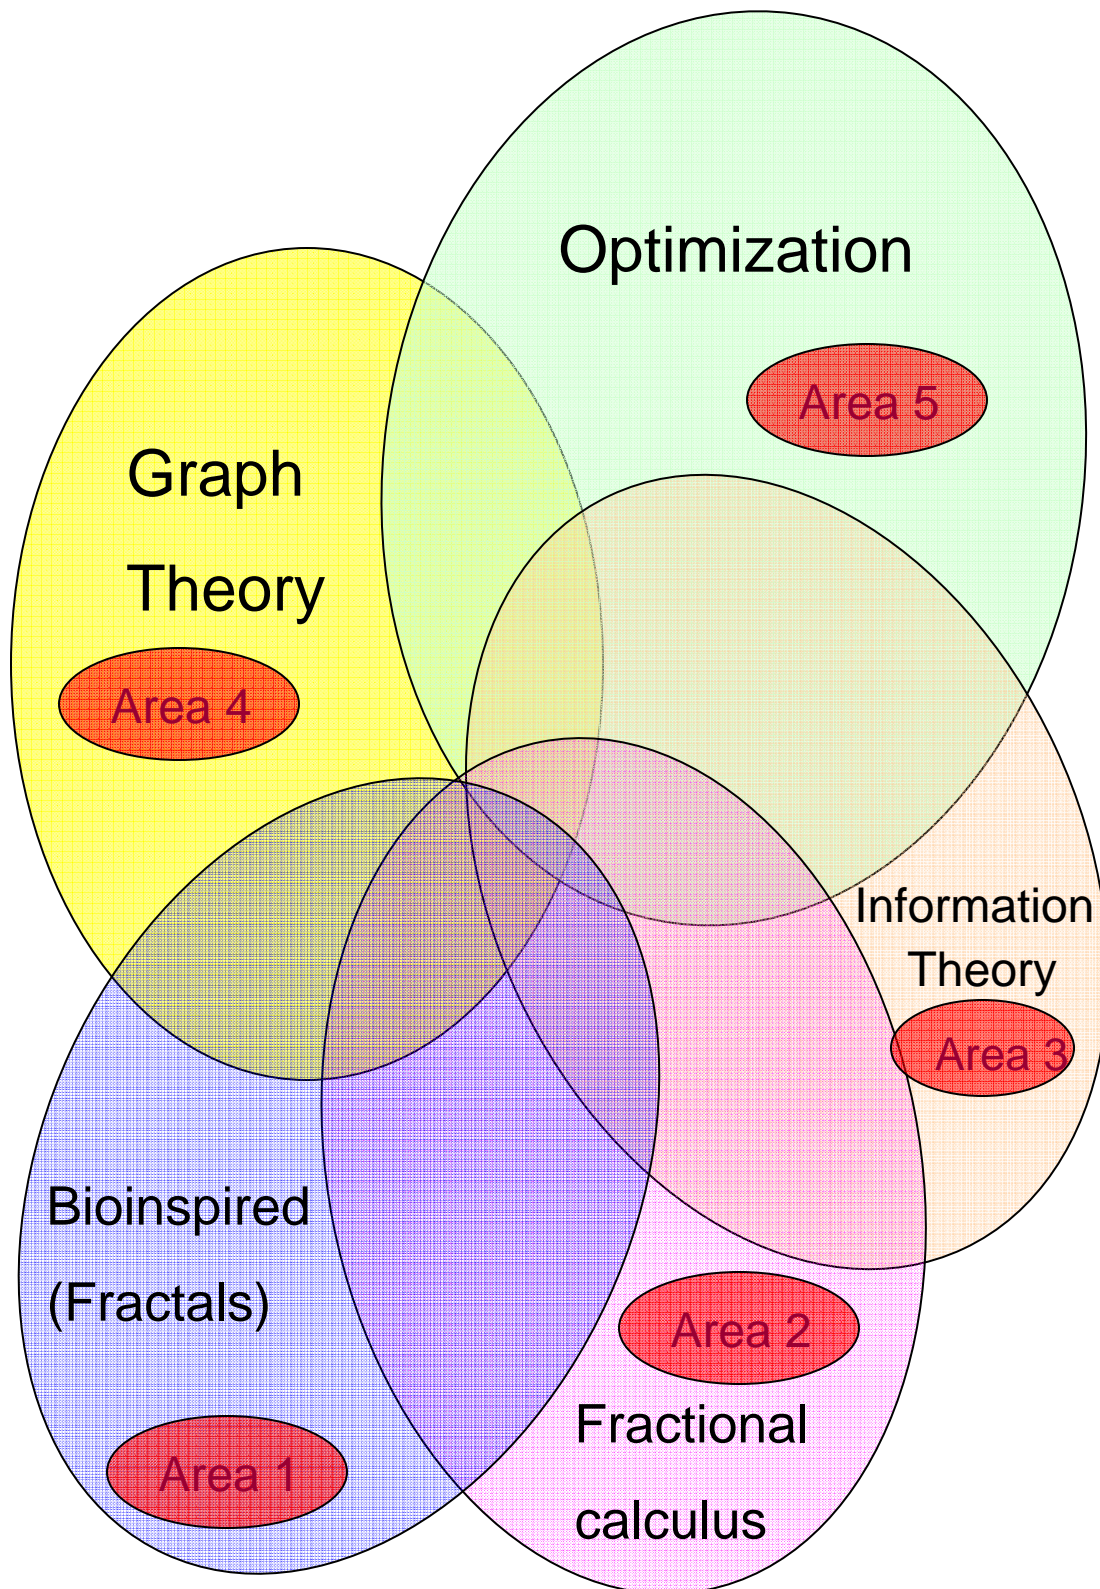 Optimization
Area 5
Graph
Theory
Area 4
Information
Theory
Area 3
Bioinspired
(Fractals)
Area 1
Area 2
Fractional
calculus